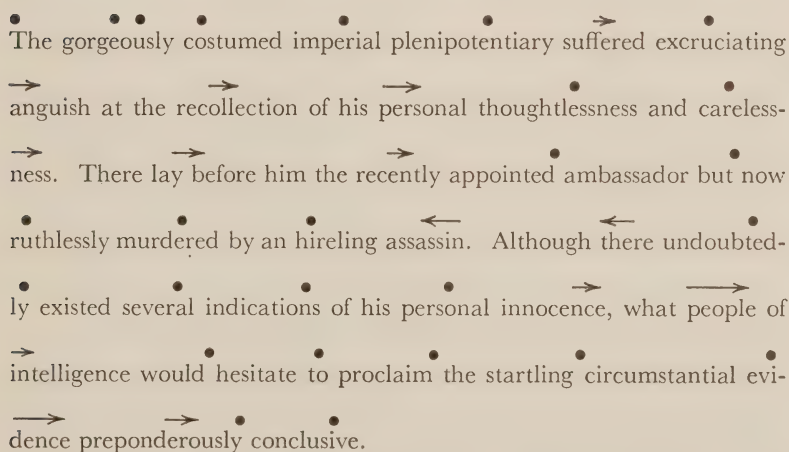 The gorgeously costumed imperial plenipotentiary suffered excruciating
anguish at the recollection of his personal thoughtlessness and careless-
ness. There lay before him the recently appointed ambassador but now
ruthlessly murdered by an hireling assassin. Although there undoubted-
ly existed several indications of his personal innocence, what people of
intelligence would hesitate to proclaim the startling circumstantial evi-
dence preponderously conclusive.